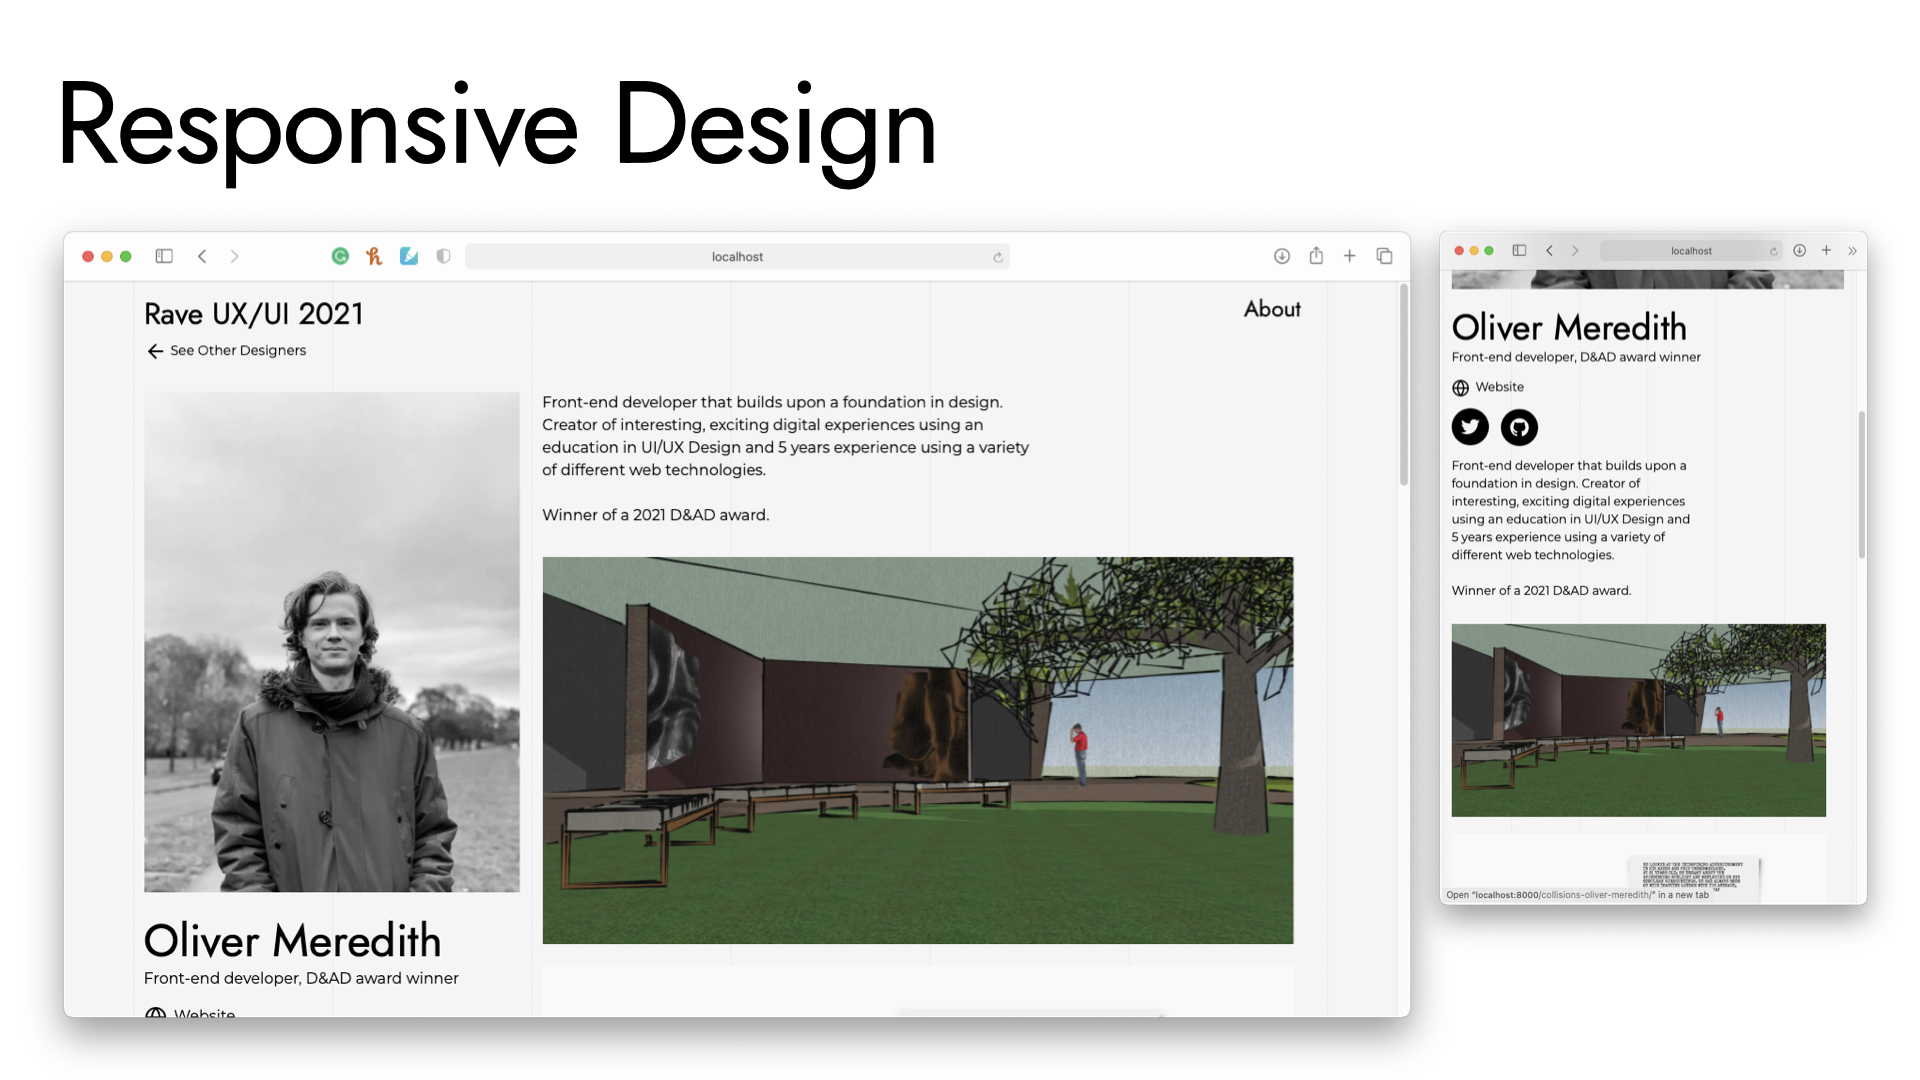 Responsive Design
localhost
Rave UX/UI 2021
About
See Other Designers
Front-end developer that builds upon a foundation in design.
Creator of interesting, exciting digital experiences using an
education in UI/UX Design and 5 years experience using a variety
of different web technologies.
Winner of a 2021 D&AD award.
Oliver Meredith
Front-end developer, D&AD award winner
Website
localhost
Oliver Meredith
Front-end developer, D&AD award winner
Website
Front-end developer that builds upon a
foundation in design. Creator of
interesting, exciting digital experiences
using an education in UI/UX Design and
5 years experience using a variety of
different web technologies.
Winner of a 2021 D&AD award.
Open "localhost:8000/collisions-oliver-meredith/" in a new tab